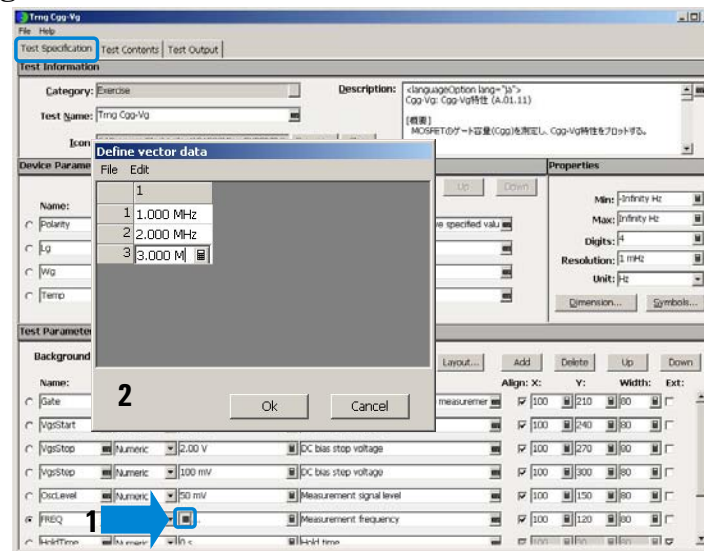 Trng Cgg-Vg
File Help
Test Specification Test Contents Test Output
Test Information
Category: Exercise
Description: <languageOption lang="ja">
Cgg-Vg: Cgg-Vg特性 (A.01.11)
[概要]
MOSFETのゲート容量(Cgg)を測定し、Cgg-Vg特性をプロットする。
Test Name: Trng Cgg-Vg
Icon
Device Parame
Properties
Up Down
Name:
Polarity
ve specified valu
Lg
Wg
Temp
Min: -Infinity Hz
Max: Infinity Hz
Digits: 4
Resolution: 1 mHz
Unit: Hz
Dimension... Symbols...
Define vector data
File Edit
1
1 1.000 MHz
2 2.000 MHz
3 3.000 M
2
Ok Cancel
Test Paramete
Background
Layout... Add Delete Up Down
Name: Align: X: Y: Width: Ext:
Gate measuremer 100 210 80
VgsStart 100 240 80
VgsStop Numeric 2.00 V DC bias stop voltage 100 270 80
VgsStep Numeric 100 mV DC bias step voltage 100 300 80
OscLevel Numeric 50 mV Measurement signal level 100 150 80
FREQ 1 Measurement frequency 100 120 80
HoldTime Numeric 0 s Hold time